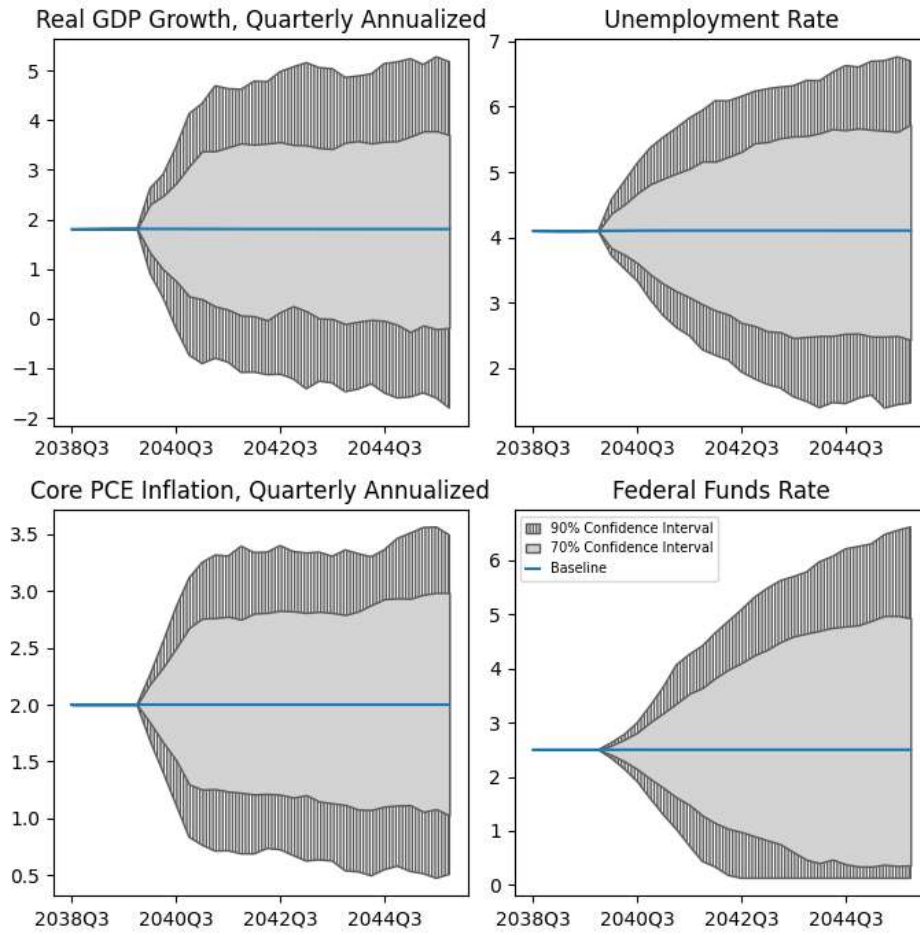 Real GDP Growth, Quarterly Annualized
5
4
3
2
1
0
−1
−2
2038Q3 2040Q3 2042Q3 2044Q3
Unemployment Rate
7
6
5
4
3
2
2038Q3 2040Q3 2042Q3 2044Q3
Core PCE Inflation, Quarterly Annualized
3.5
3.0
2.5
2.0
1.5
1.0
0.5
2038Q3 2040Q3 2042Q3 2044Q3
Federal Funds Rate
90% Confidence Interval
70% Confidence Interval
Baseline
6
5
4
3
2
1
0
2038Q3 2040Q3 2042Q3 2044Q3